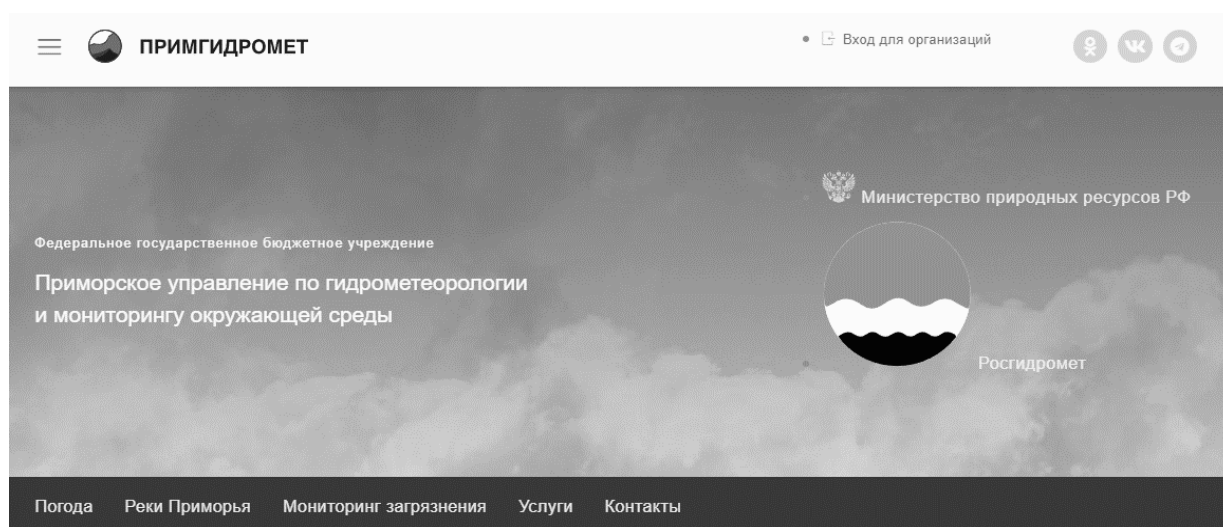 ПРИМГИДРОМЕТ
Вход для организаций
Министерство природных ресурсов РФ
Федеральное государственное бюджетное учреждение
Приморское управление по гидрометеорологии
и мониторингу окружающей среды
Росгидромет
Погода Реки Приморья Мониторинг загрязнения Услуги Контакты